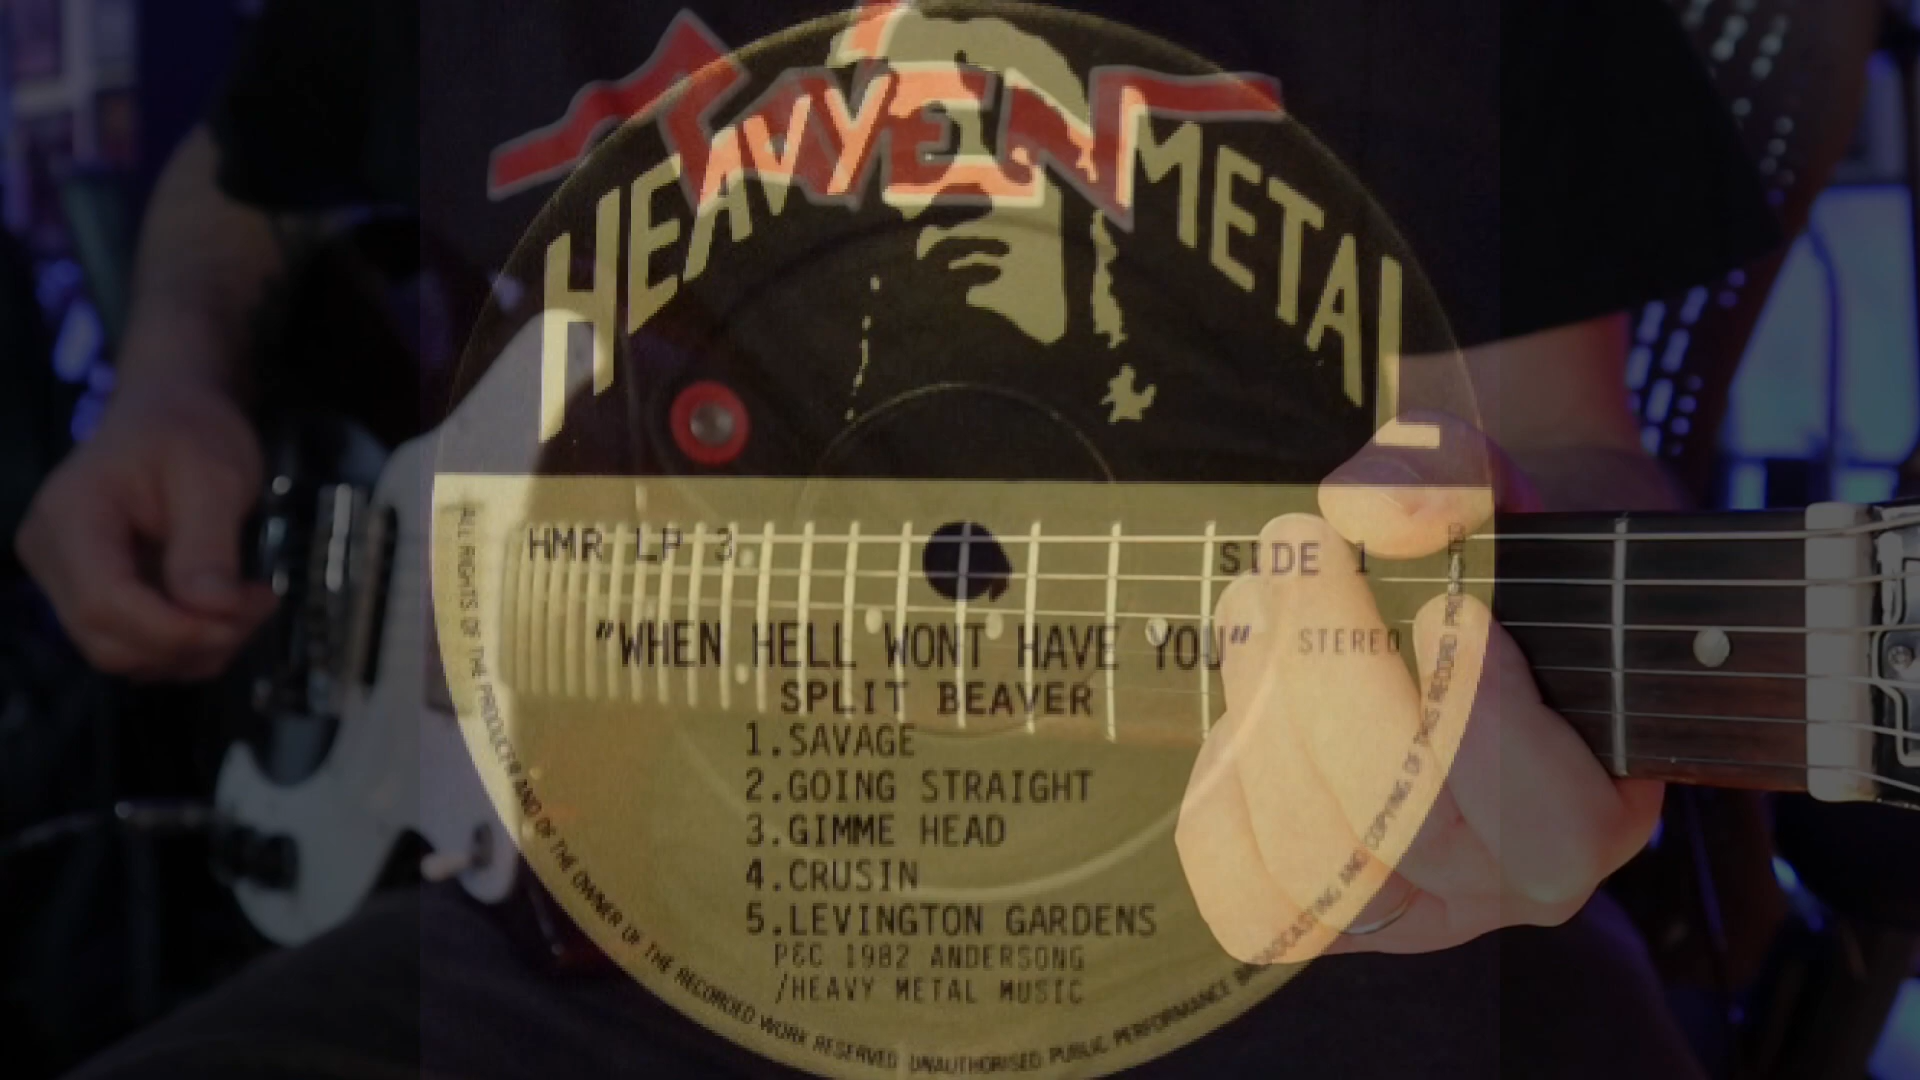 RAVEN
HEAVY METAL
HMR LP 3
SIDE 1
"WHEN HELL WONT HAVE YOU"
STEREO
SPLIT BEAVER
1.SAVAGE
2.GOING STRAIGHT
3.GIMME HEAD
4.CRUSIN
5.LEVINGTON GARDENS
P&C 1982 ANDERSONG
/HEAVY METAL MUSIC
ALL RIGHTS OF THE PRODUCER AND OF THE OWNER OF THE RECORDED WORK RESERVED UNAUTHORISED PUBLIC PERFORMANCE BROADCASTING AND COPYING OF THIS RECORD PROHIBITED